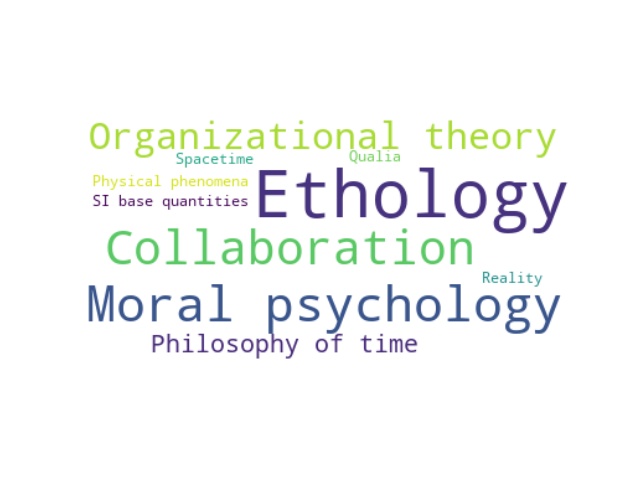 Organizational theory
Spacetime
Qualia
Physical phenomena
Ethology
SI base quantities
Collaboration
Reality
Moral psychology
Philosophy of time